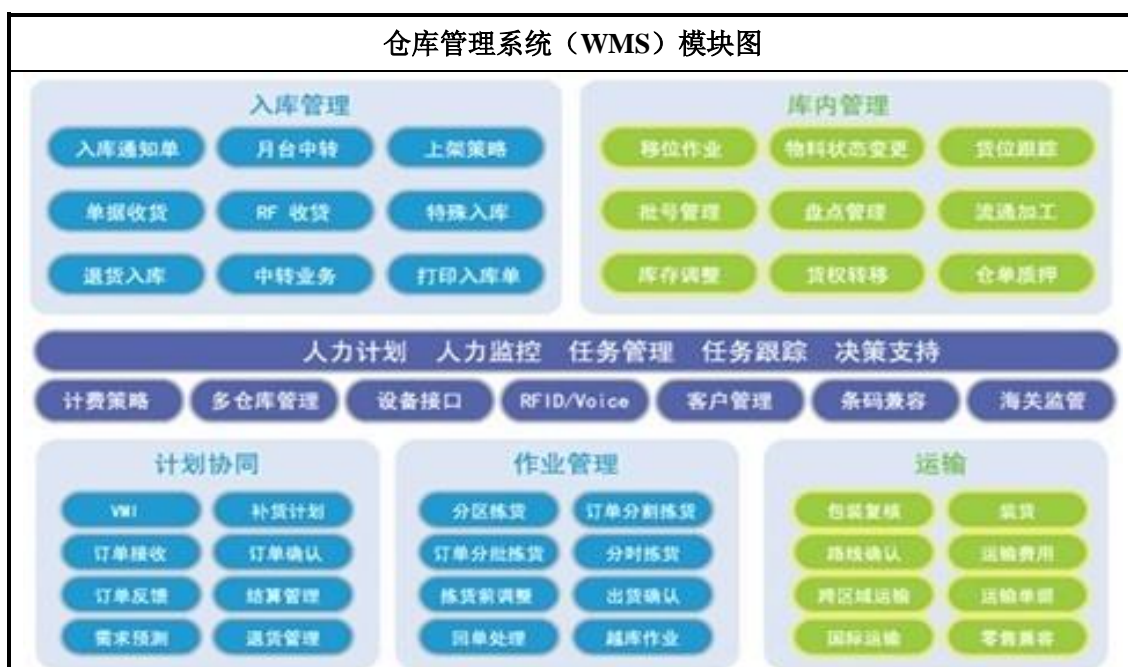 仓库管理系统（WMS）模块图
入库管理
入库通知单 月台中转 上架策略
单据收货 RF 收货 特殊入库
退货入库 中转业务 打印入库单
库内管理
移位作业 物料状态变更 货位跟踪
批号管理 盘点管理 流通加工
库存调整 货权转移 仓单质押
人力计划 人力监控 任务管理 任务跟踪 决策支持
计费策略 多仓库管理 设备接口 RFID/Voice 客户管理 条码兼容 海关监管
计划协同
VMI 补货计划
订单接收 订单确认
订单反馈 结算管理
需求预测 退货管理
作业管理
分区拣货 订单分割拣货
订单分批拣货 分时拣货
拣货前调整 出货确认
回单处理 越库作业
运输
包装复核 装货
路线确认 运输费用
跨区域运输 运输单据
国际运输 零售兼容